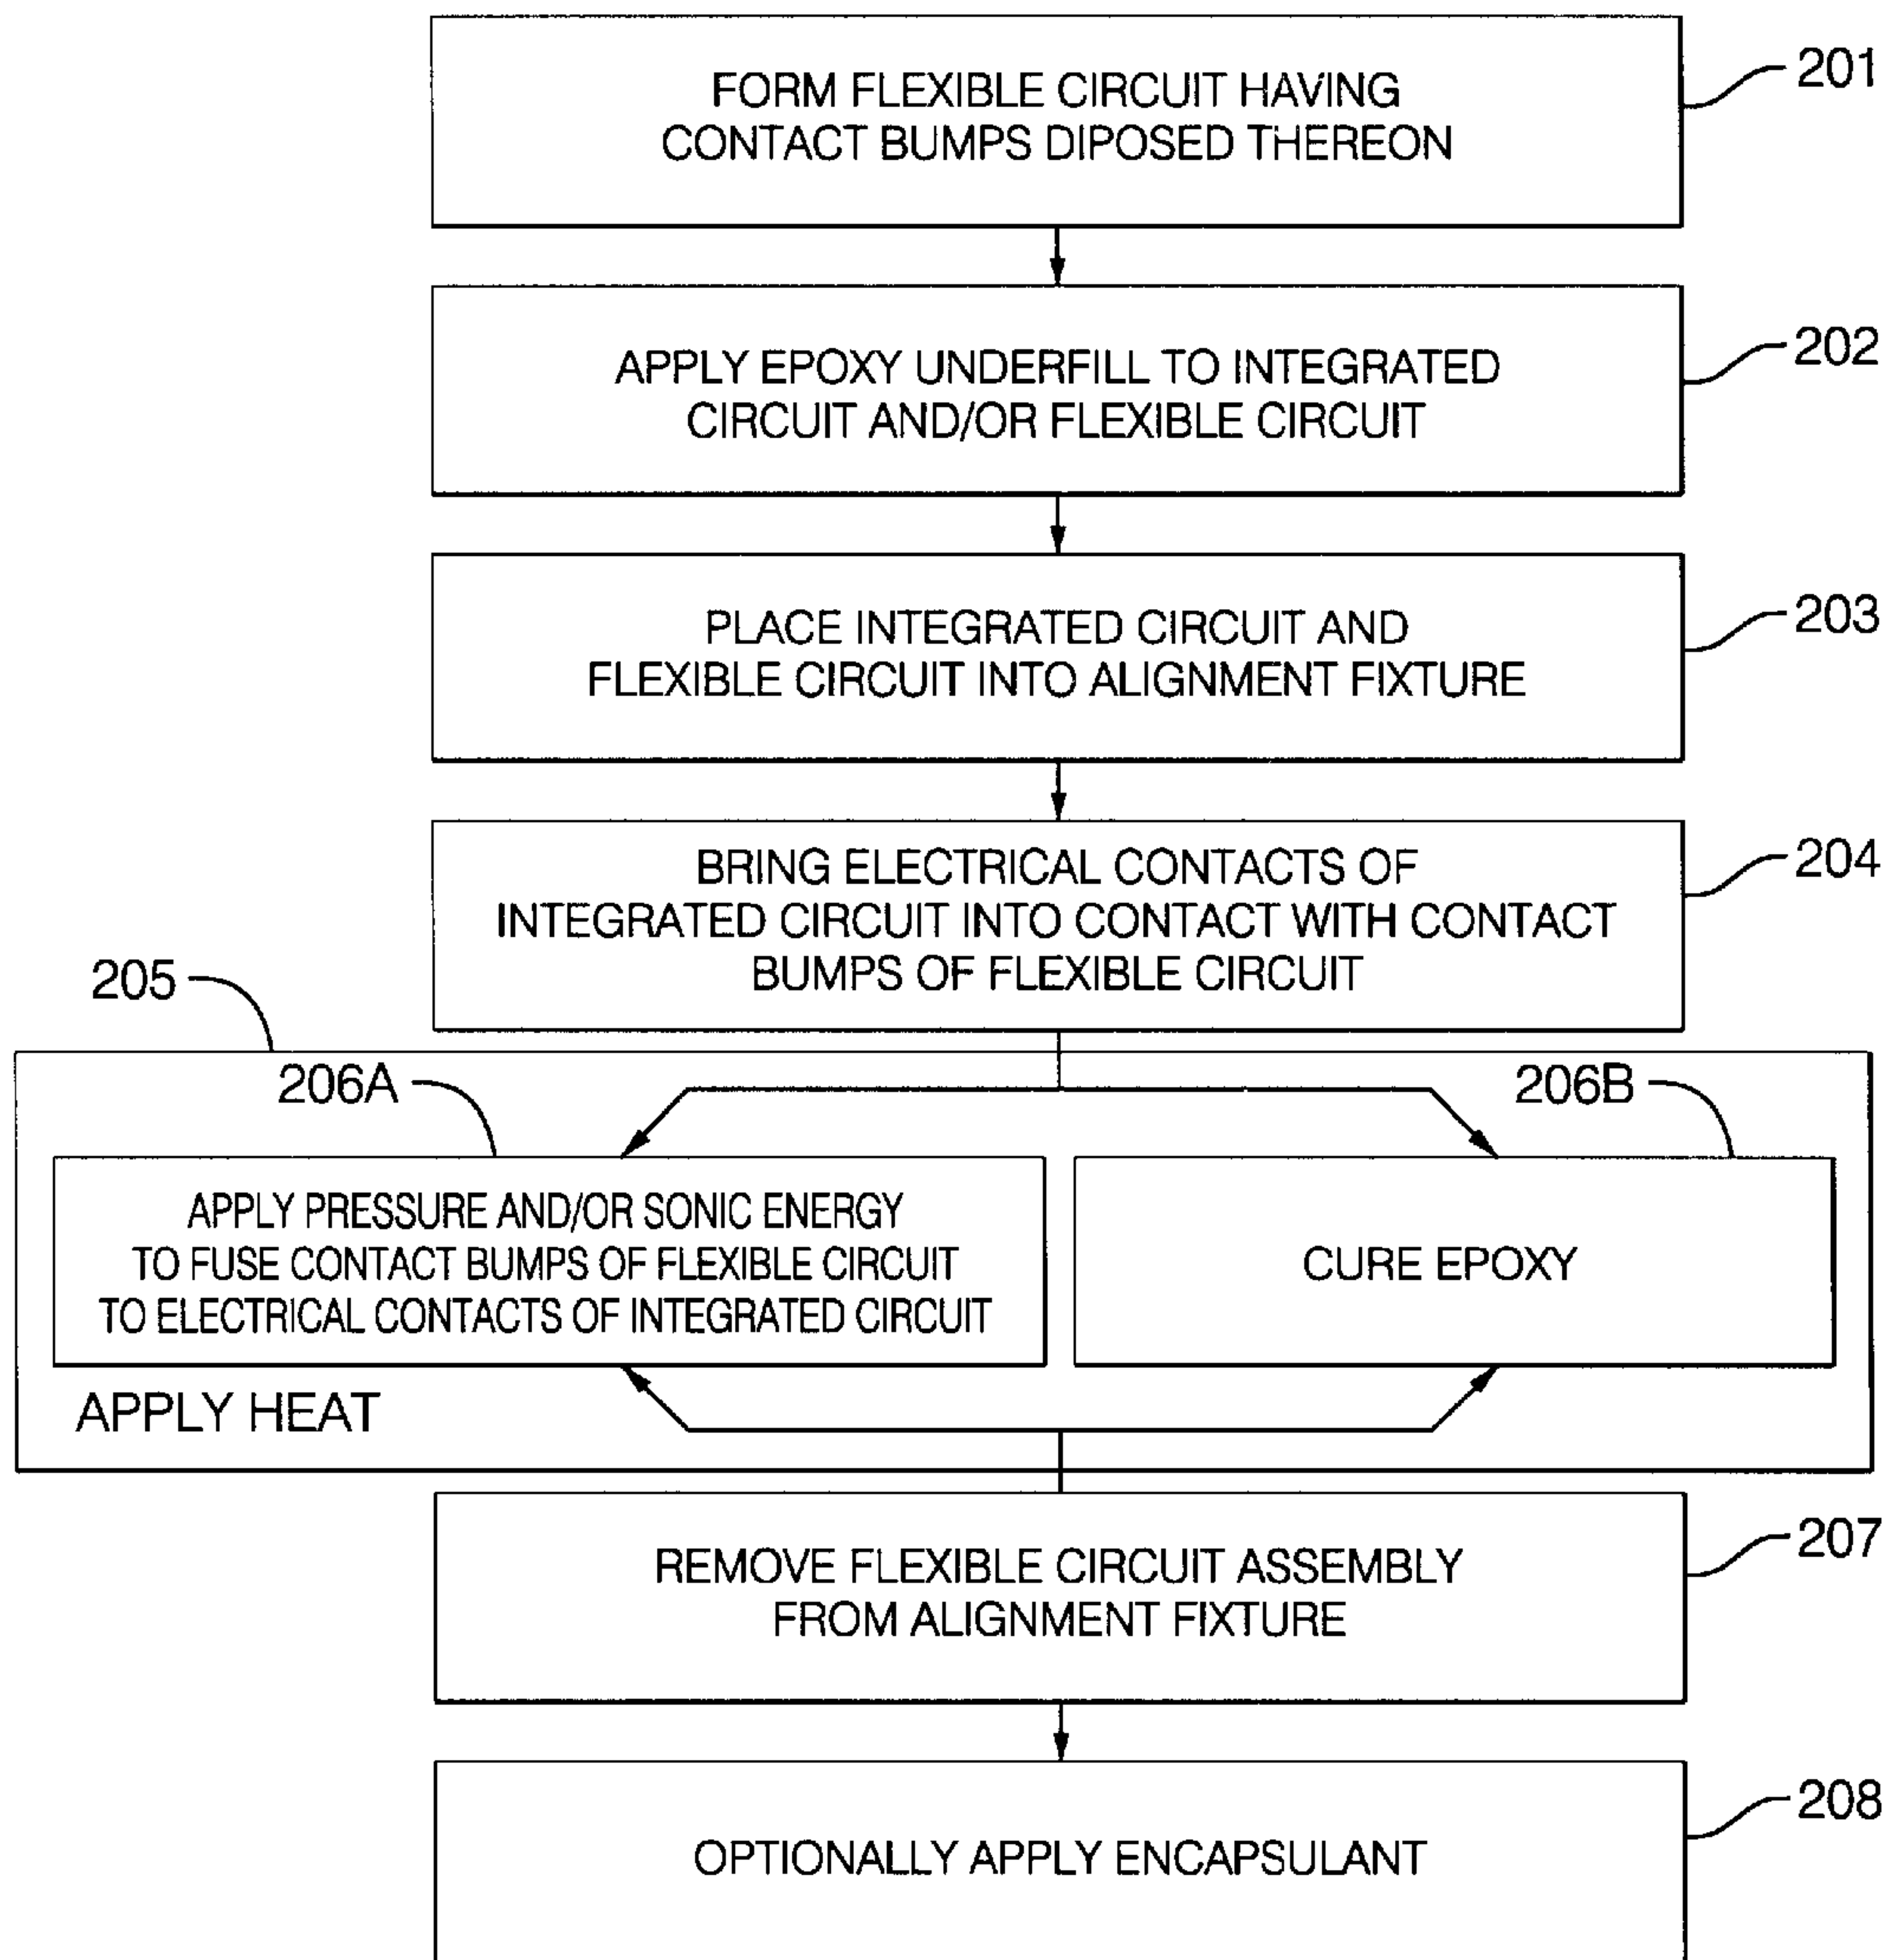 FORM FLEXIBLE CIRCUIT HAVING
CONTACT BUMPS DIPOSED THEREON
201
APPLY EPOXY UNDERFILL TO INTEGRATED
CIRCUIT AND/OR FLEXIBLE CIRCUIT
202
PLACE INTEGRATED CIRCUIT AND
FLEXIBLE CIRCUIT INTO ALIGNMENT FIXTURE
203
BRING ELECTRICAL CONTACTS OF
INTEGRATED CIRCUIT INTO CONTACT WITH CONTACT
BUMPS OF FLEXIBLE CIRCUIT
204
205
206A
206B
APPLY PRESSURE AND/OR SONIC ENERGY
TO FUSE CONTACT BUMPS OF FLEXIBLE CIRCUIT
TO ELECTRICAL CONTACTS OF INTEGRATED CIRCUIT
CURE EPOXY
APPLY HEAT
REMOVE FLEXIBLE CIRCUIT ASSEMBLY
FROM ALIGNMENT FIXTURE
207
OPTIONALLY APPLY ENCAPSULANT
208